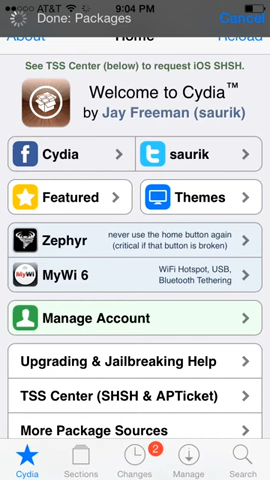 AT&T 9:04 PM
Done: Packages Cancel
About Home Reload
See TSS Center (below) to request iOS SHSH.
Welcome to Cydia™
by Jay Freeman (saurik)
Cydia
saurik
Featured
Themes
Zephyr never use the home button again
(critical if that button is broken)
MyWi 6 WiFi Hotspot, USB,
Bluetooth Tethering
Manage Account
Upgrading & Jailbreaking Help
TSS Center (SHSH & APTicket)
More Package Sources
2
Cydia Sections Changes Manage Search